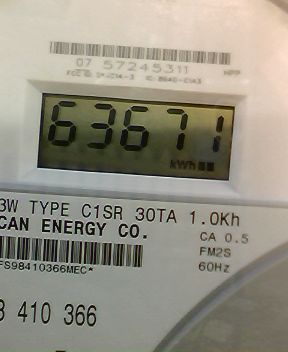 07 57245311
63671
kWh
3W TYPE C1SR 30TA 1.0Kh
CAN ENERGY CO.
CA 0.5
FM2S
60Hz
FS98410366MEC*
8 410 366